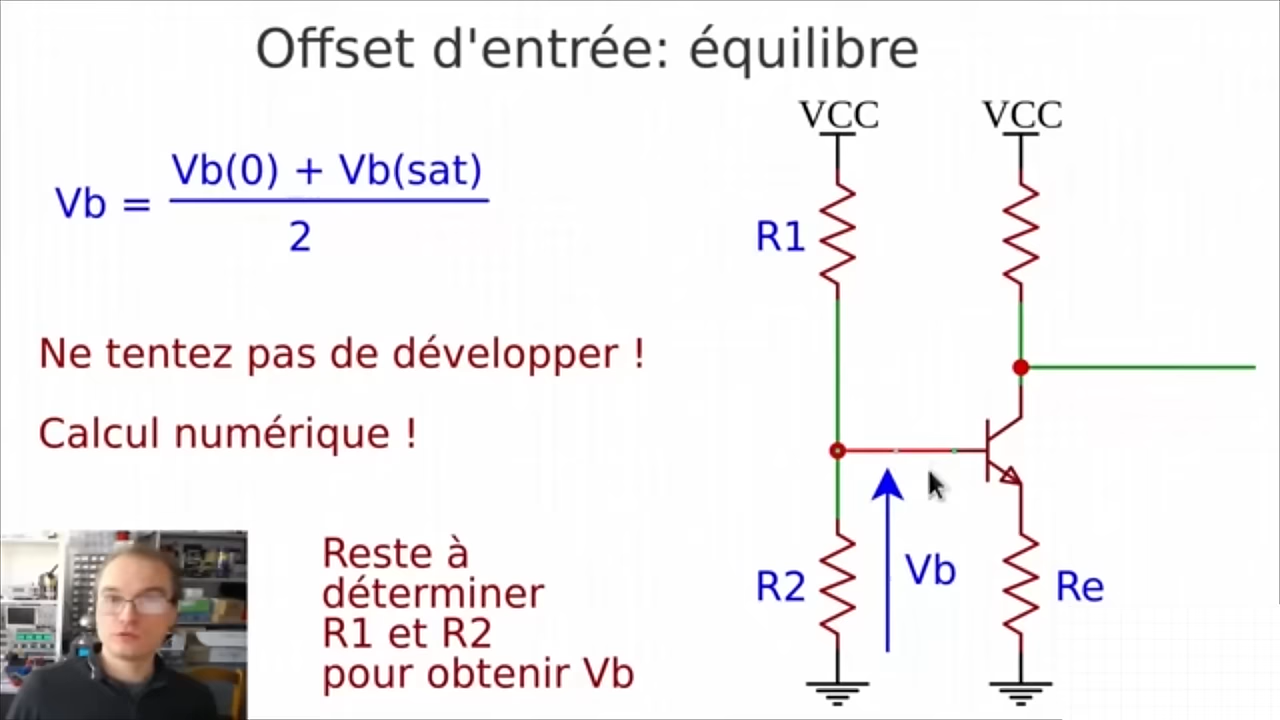 Offset d'entrée: équilibre
Vb = Vb(0) + Vb(sat)
2
Ne tentez pas de développer !
Calcul numérique !
Reste à
déterminer
R1 et R2
pour obtenir Vb
VCC
VCC
R1
R2
Vb
Re